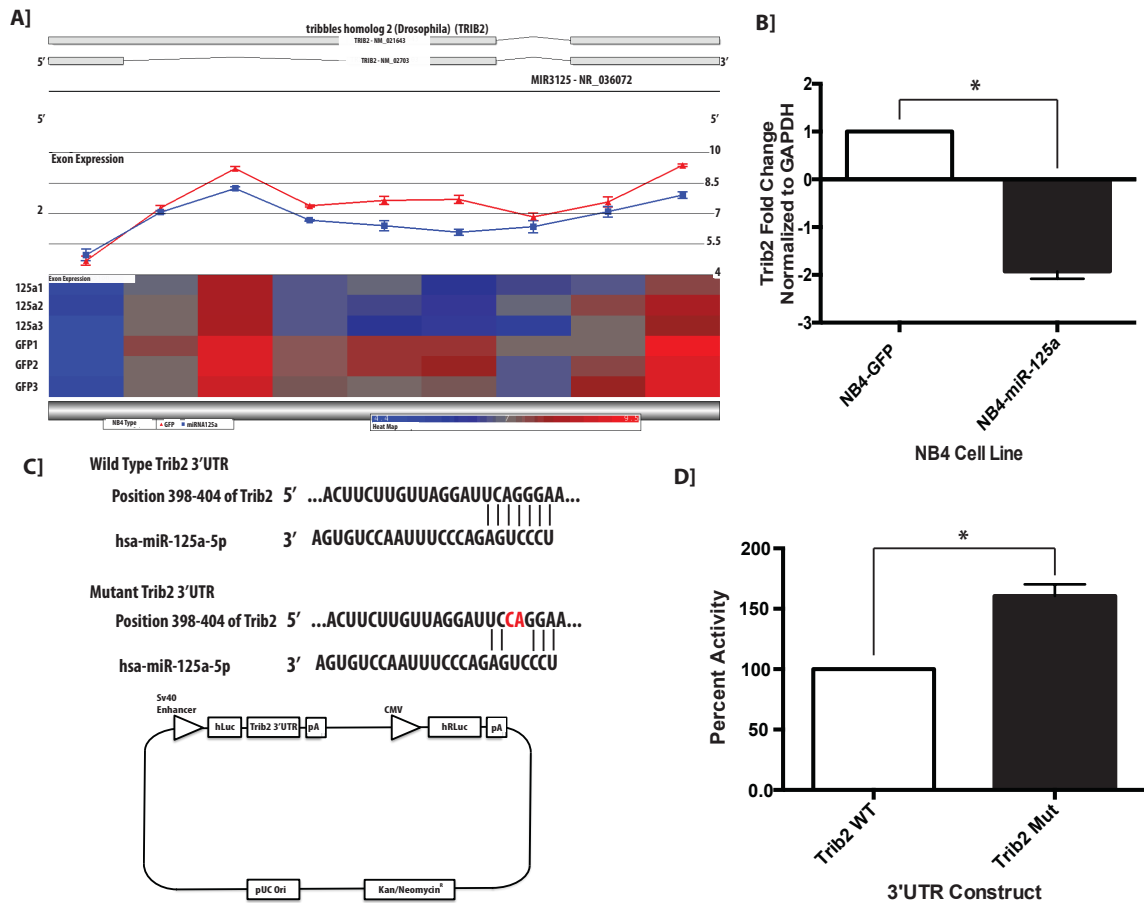 A]
tribbles homolog 2 (Drosophila) (TRIB2)
TRIB2 - NM_021643
5′ TRIB2 - NM_02703 3′
MIR3125 - NR_036072
5′ 5′
Exon Expression
10
8.5
2 7
5.5
4
Exon Expression
125a1
125a2
125a3
GFP1
GFP2
GFP3
NB4 Type GFP miRNA125a
4.4 7 9.5
Heat Map
B]
Trib2 Fold Change
Normalized to GAPDH
2
1
0
-1
-2
-3
*
NB4-GFP
NB4-miR-125a
NB4 Cell Line
C]
Wild Type Trib2 3′UTR
Position 398-404 of Trib2 5′ ...ACUUCUUGUUAGGAUUCAGGGAA...
hsa-miR-125a-5p 3′ AGUGUCCAAUUUCCCAGAGUCCCU
Mutant Trib2 3′UTR
Position 398-404 of Trib2 5′ ...ACUUCUUGUUAGGAUUCCAGGAA...
hsa-miR-125a-5p 3′ AGUGUCCAAUUUCCCAGAGUCCCU
Sv40
Enhancer
CMV
hLuc Trib2 3′UTR pA hRLuc pA
pUC Ori Kan/Neomycin R
D]
Percent Activity
200
150
100
50
0.0
*
Trib2 WT
Trib2 Mut
3'UTR Construct